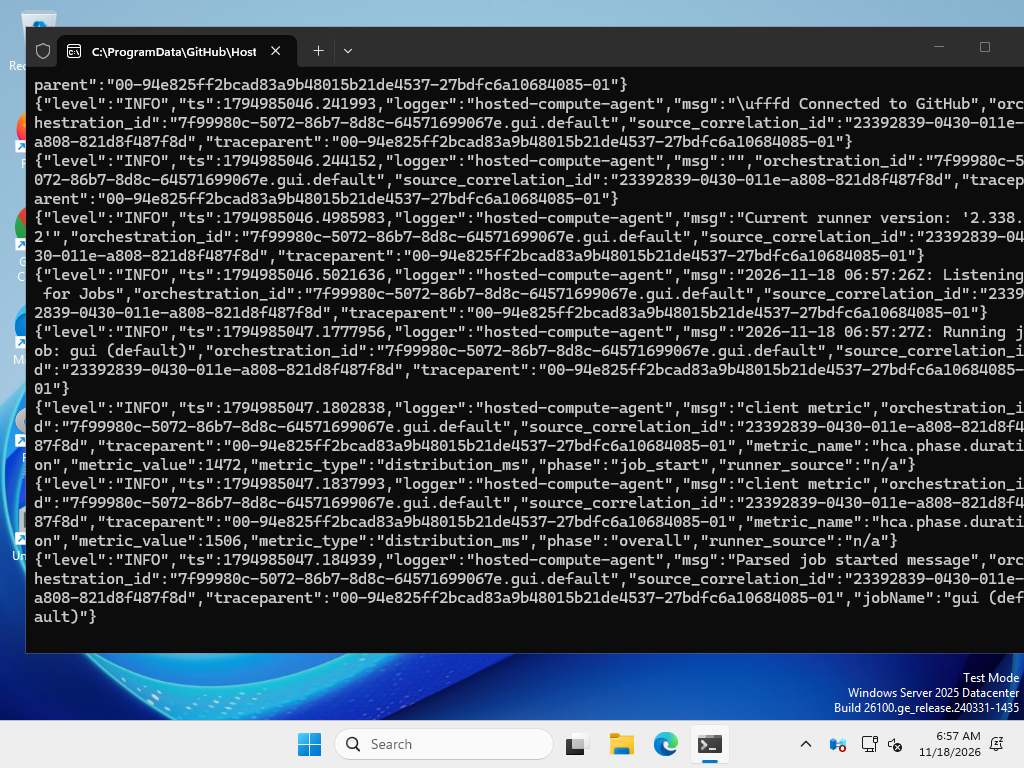 C:\ProgramData\GitHub\Host
parent":"00-94e825ff2bcad83a9b48015b21de4537-27bdfc6a10684085-01"}
{"level":"INFO","ts":1794985046.241993,"logger":"hosted-compute-agent","msg":"\ufffd Connected to GitHub","orc
hestration_id":"7f99980c-5072-86b7-8d8c-64571699067e.gui.default","source_correlation_id":"23392839-0430-011e-
a808-821d8f487f8d","traceparent":"00-94e825ff2bcad83a9b48015b21de4537-27bdfc6a10684085-01"}
{"level":"INFO","ts":1794985046.244152,"logger":"hosted-compute-agent","msg":"","orchestration_id":"7f99980c-5
072-86b7-8d8c-64571699067e.gui.default","source_correlation_id":"23392839-0430-011e-a808-821d8f487f8d","tracep
arent":"00-94e825ff2bcad83a9b48015b21de4537-27bdfc6a10684085-01"}
{"level":"INFO","ts":1794985046.4985983,"logger":"hosted-compute-agent","msg":"Current runner version: '2.338.
2'","orchestration_id":"7f99980c-5072-86b7-8d8c-64571699067e.gui.default","source_correlation_id":"23392839-04
30-011e-a808-821d8f487f8d","traceparent":"00-94e825ff2bcad83a9b48015b21de4537-27bdfc6a10684085-01"}
{"level":"INFO","ts":1794985046.5021636,"logger":"hosted-compute-agent","msg":"2026-11-18 06:57:26Z: Listening
for Jobs","orchestration_id":"7f99980c-5072-86b7-8d8c-64571699067e.gui.default","source_correlation_id":"2339
2839-0430-011e-a808-821d8f487f8d","traceparent":"00-94e825ff2bcad83a9b48015b21de4537-27bdfc6a10684085-01"}
{"level":"INFO","ts":1794985047.1777956,"logger":"hosted-compute-agent","msg":"2026-11-18 06:57:27Z: Running j
ob: gui (default)","orchestration_id":"7f99980c-5072-86b7-8d8c-64571699067e.gui.default","source_correlation_i
d":"23392839-0430-011e-a808-821d8f487f8d","traceparent":"00-94e825ff2bcad83a9b48015b21de4537-27bdfc6a10684085-
01"}
{"level":"INFO","ts":1794985047.1802838,"logger":"hosted-compute-agent","msg":"client metric","orchestration_i
d":"7f99980c-5072-86b7-8d8c-64571699067e.gui.default","source_correlation_id":"23392839-0430-011e-a808-821d8f4
87f8d","traceparent":"00-94e825ff2bcad83a9b48015b21de4537-27bdfc6a10684085-01","metric_name":"hca.phase.durati
on","metric_value":1472,"metric_type":"distribution_ms","phase":"job_start","runner_source":"n/a"}
{"level":"INFO","ts":1794985047.1837993,"logger":"hosted-compute-agent","msg":"client metric","orchestration_i
d":"7f99980c-5072-86b7-8d8c-64571699067e.gui.default","source_correlation_id":"23392839-0430-011e-a808-821d8f4
87f8d","traceparent":"00-94e825ff2bcad83a9b48015b21de4537-27bdfc6a10684085-01","metric_name":"hca.phase.durati
on","metric_value":1506,"metric_type":"distribution_ms","phase":"overall","runner_source":"n/a"}
{"level":"INFO","ts":1794985047.184939,"logger":"hosted-compute-agent","msg":"Parsed job started message","orc
hestration_id":"7f99980c-5072-86b7-8d8c-64571699067e.gui.default","source_correlation_id":"23392839-0430-011e-
a808-821d8f487f8d","traceparent":"00-94e825ff2bcad83a9b48015b21de4537-27bdfc6a10684085-01","jobName":"gui (def
ault)"}
Test Mode
Windows Server 2025 Datacenter
Build 26100.ge_release.240331-1435
Search
6:57 AM
11/18/2026